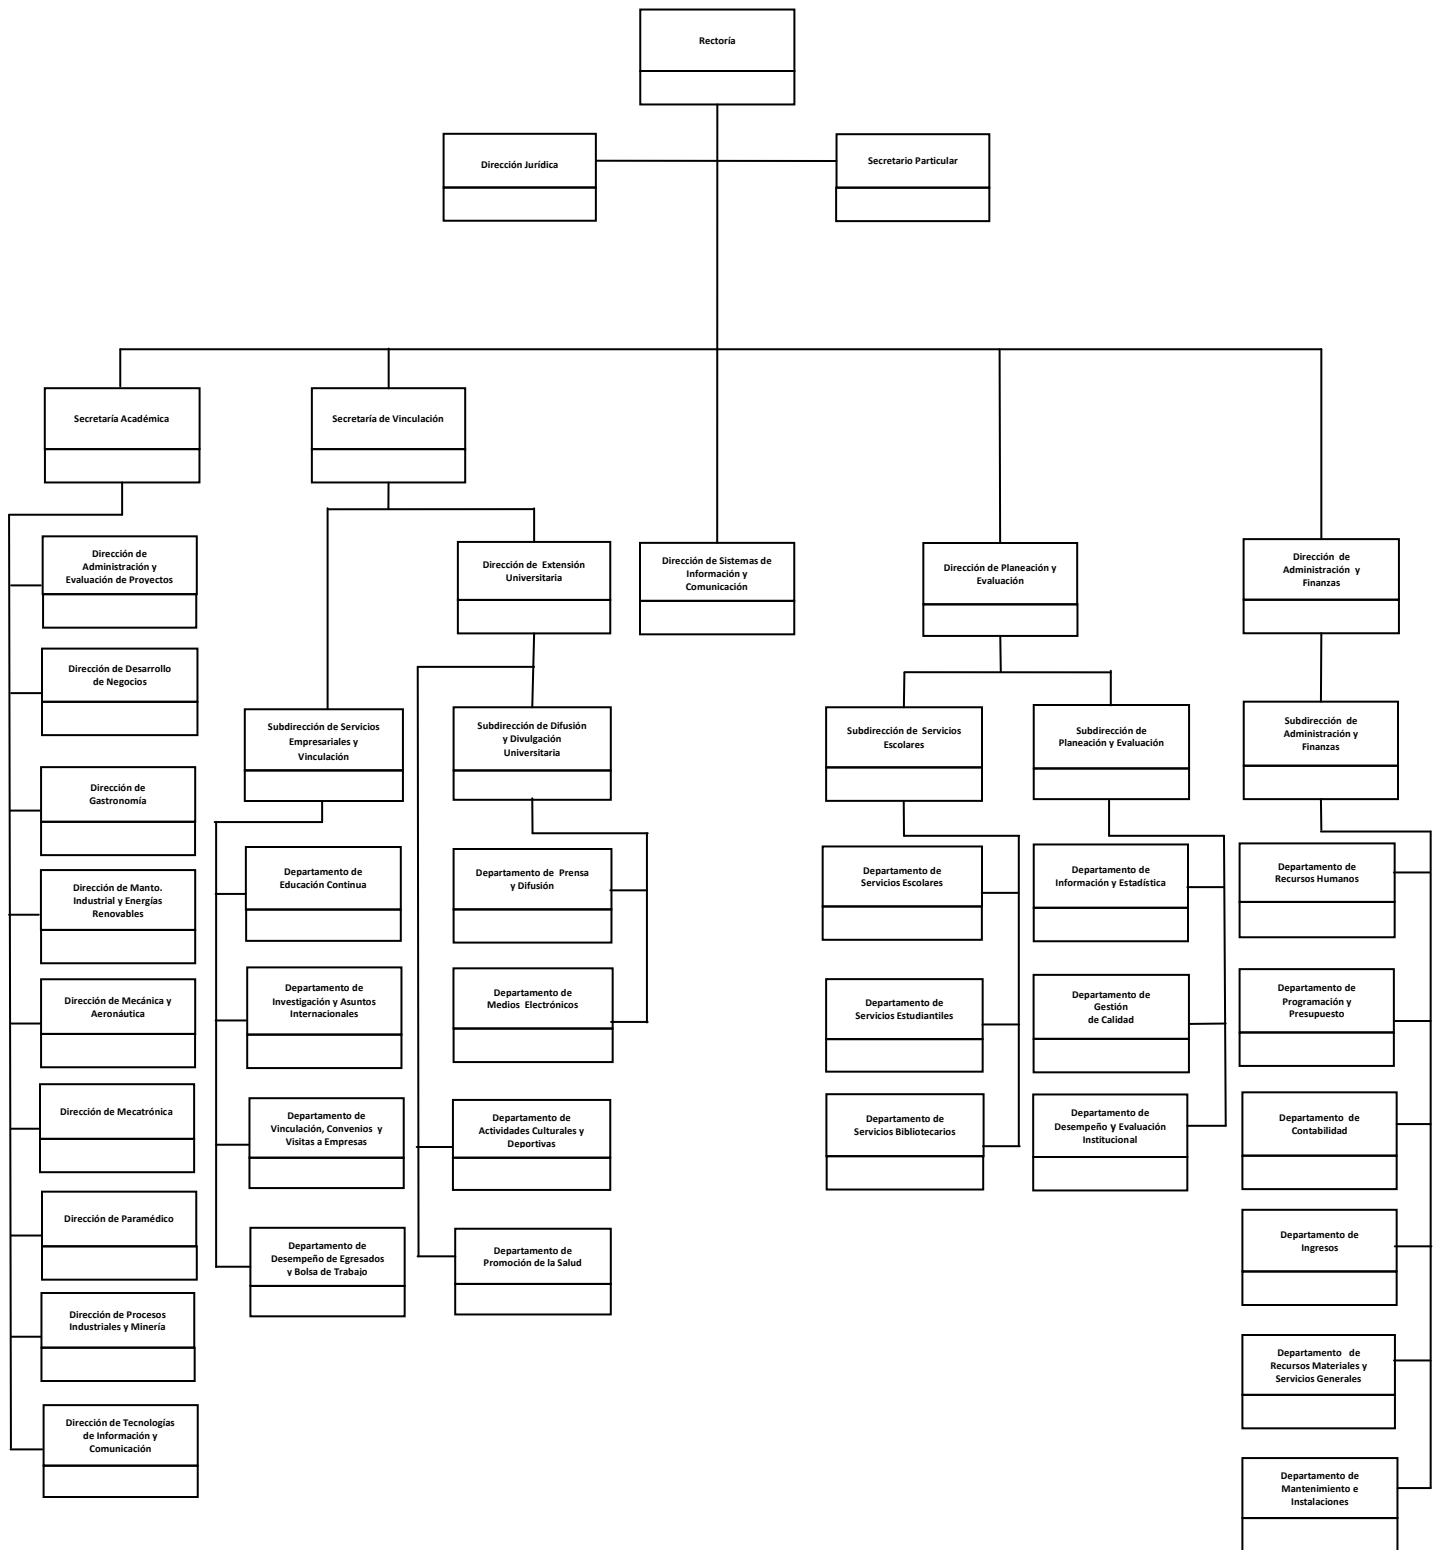 Rectoría
Dirección Jurídica
Secretario Particular
Secretaría Académica
Secretaría de Vinculación
Dirección de
Administración y
Evaluación de Proyectos
Dirección de Extensión
Universitaria
Dirección de Sistemas de
Información y
Comunicación
Dirección de Planeación y
Evaluación
Dirección de
Administración y
Finanzas
Dirección de Desarrollo
de Negocios
Subdirección de Servicios
Empresariales y
Vinculación
Subdirección de Difusión
y Divulgación
Universitaria
Subdirección de Servicios
Escolares
Subdirección de
Planeación y Evaluación
Subdirección de
Administración y
Finanzas
Dirección de
Gastronomía
Dirección de Manto.
Industrial y Energías
Renovables
Departamento de
Educación Continua
Departamento de Prensa
y Difusión
Departamento de
Servicios Escolares
Departamento de
Información y Estadística
Departamento de
Recursos Humanos
Dirección de Mecánica y
Aeronáutica
Departamento de
Investigación y Asuntos
Internacionales
Departamento de
Medios Electrónicos
Departamento de
Servicios Estudiantiles
Departamento de
Gestión
de Calidad
Departamento de
Programación y
Presupuesto
Dirección de Mecatrónica
Departamento de
Vinculación, Convenios y
Visitas a Empresas
Departamento de
Actividades Culturales y
Deportivas
Departamento de
Servicios Bibliotecarios
Departamento de
Desempeño y Evaluación
Institucional
Departamento de
Contabilidad
Dirección de Paramédico
Departamento de
Desempeño de Egresados
y Bolsa de Trabajo
Departamento de
Promoción de la Salud
Departamento de
Ingresos
Dirección de Procesos
Industriales y Minería
Departamento de
Recursos Materiales y
Servicios Generales
Dirección de Tecnologías
de Información y
Comunicación
Departamento de
Mantenimiento e
Instalaciones